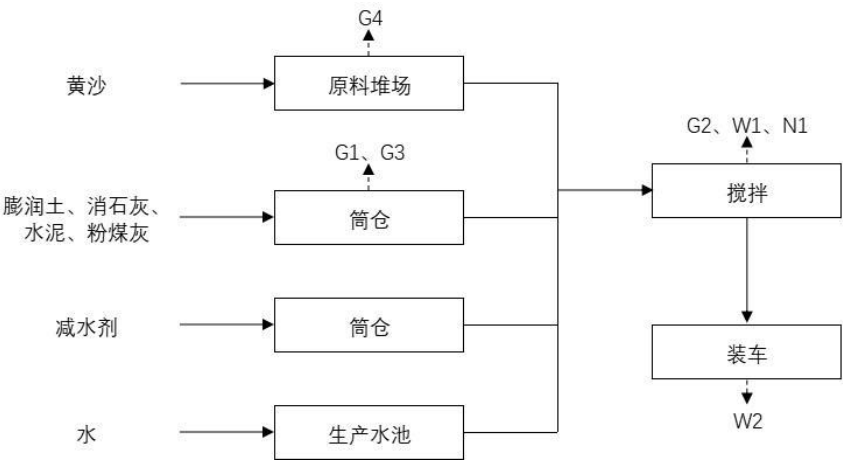 G4
黄沙
原料堆场
G2、W1、N1
G1、G3
搅拌
膨润土、消石灰、
水泥、粉煤灰
筒仓
减水剂
筒仓
装车
水
生产水池
W2